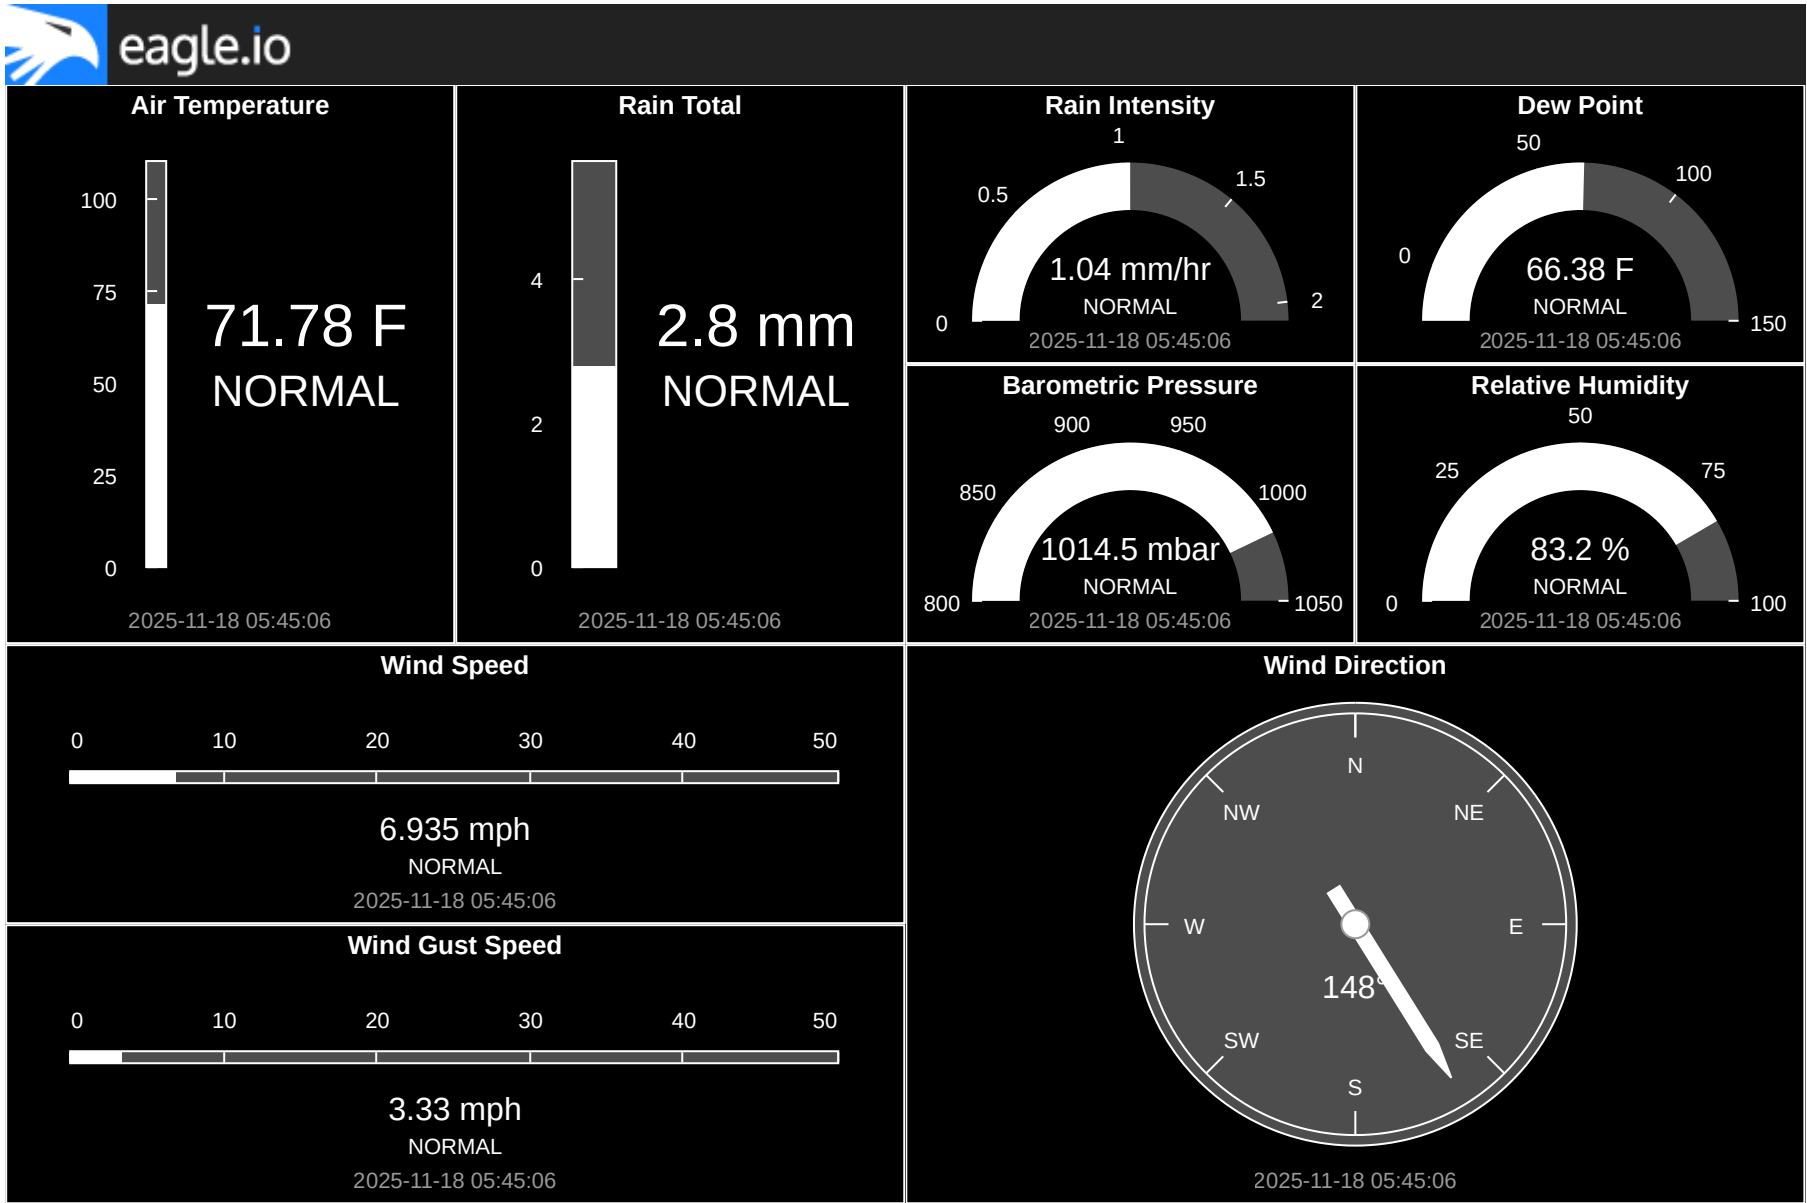 eagle.io
Air Temperature
100
75
50
25
0
71.78 F
NORMAL
2025-11-18 05:45:06
Rain Total
4
2
0
2.8 mm
NORMAL
2025-11-18 05:45:06
Rain Intensity
0
0.5
1
1.5
2
1.04 mm/hr
NORMAL
2025-11-18 05:45:06
Dew Point
0
50
100
150
66.38 F
NORMAL
2025-11-18 05:45:06
Barometric Pressure
800
850
900
950
1000
1050
1014.5 mbar
NORMAL
2025-11-18 05:45:06
Relative Humidity
0
25
50
75
100
83.2 %
NORMAL
2025-11-18 05:45:06
Wind Speed
0 10 20 30 40 50
6.935 mph
NORMAL
2025-11-18 05:45:06
Wind Gust Speed
0 10 20 30 40 50
3.33 mph
NORMAL
2025-11-18 05:45:06
Wind Direction
N
NW NE
W E
148°
SW SE
S
2025-11-18 05:45:06